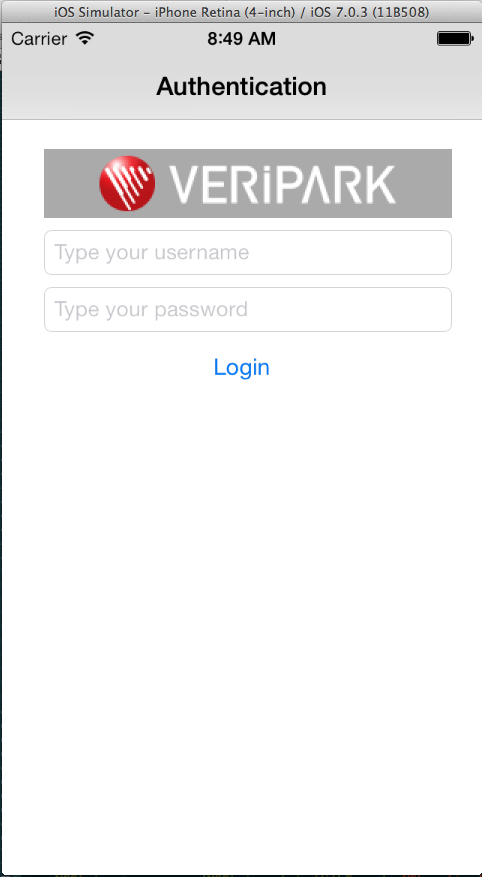 iOS Simulator - iPhone Retina (4-inch) / iOS 7.0.3 (11B508)
Carrier 8:49 AM
Authentication
VERiPARK
Type your username
Type your password
Login